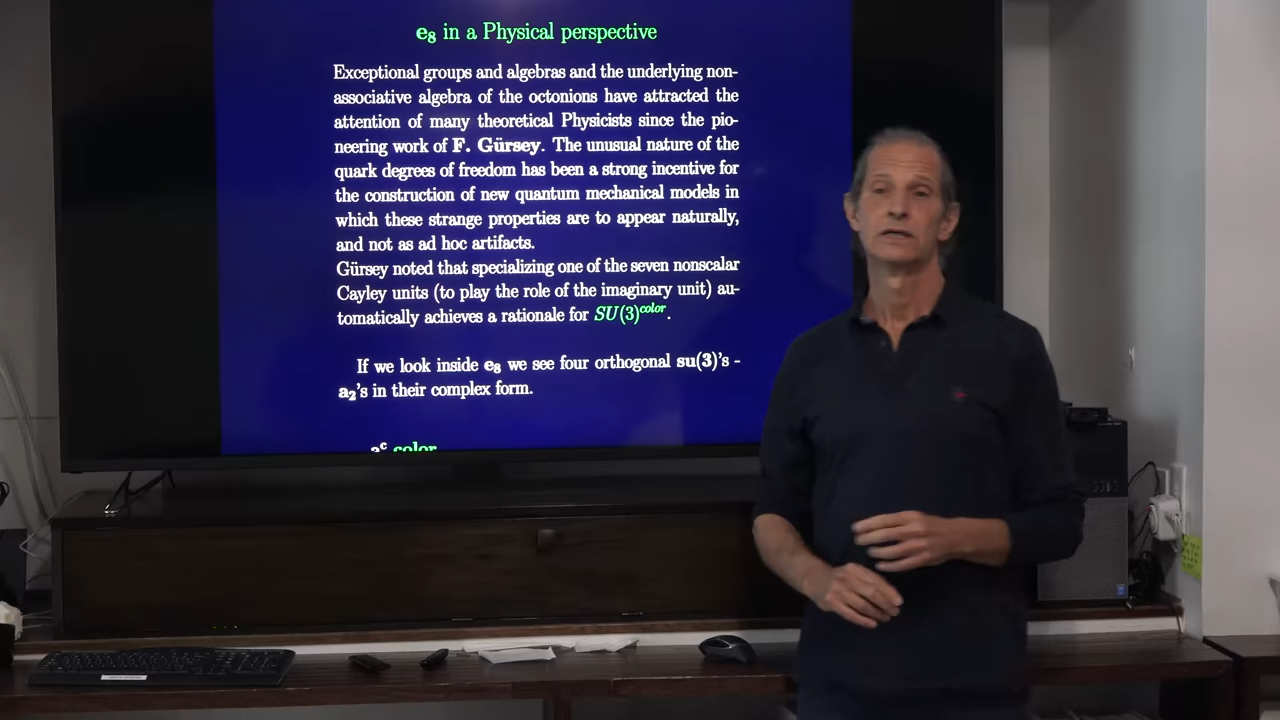 e₈ in a Physical perspective
Exceptional groups and algebras and the underlying non-
associative algebra of the octonions have attracted the
attention of many theoretical Physicists since the pio-
neering work of F. Gürsey. The unusual nature of the
quark degrees of freedom has been a strong incentive for
the construction of new quantum mechanical models in
which these strange properties are to appear naturally,
and not as ad hoc artifacts.
Gürsey noted that specializing one of the seven nonscalar
Cayley units (to play the role of the imaginary unit) au-
tomatically achieves a rationale for SU(3)ᶜᵒˡᵒʳ.
If we look inside e₈ we see four orthogonal su(3)'s -
a₂'s in their complex form.
color